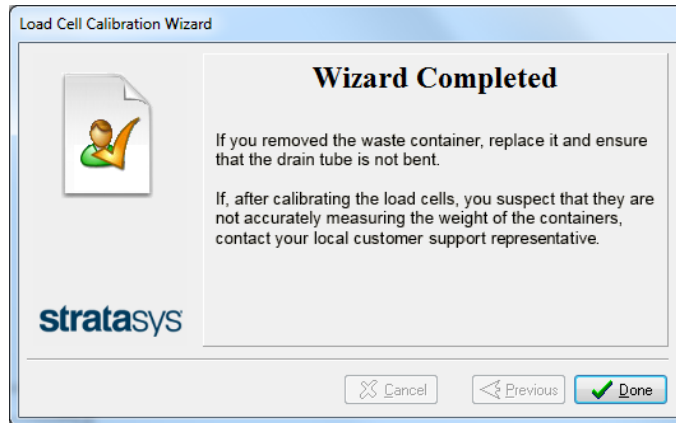 Load Cell Calibration Wizard
Wizard Completed
If you removed the waste container, replace it and ensure
that the drain tube is not bent.
If, after calibrating the load cells, you suspect that they are
not accurately measuring the weight of the containers,
contact your local customer support representative.
stratasys
Cancel Previous Done